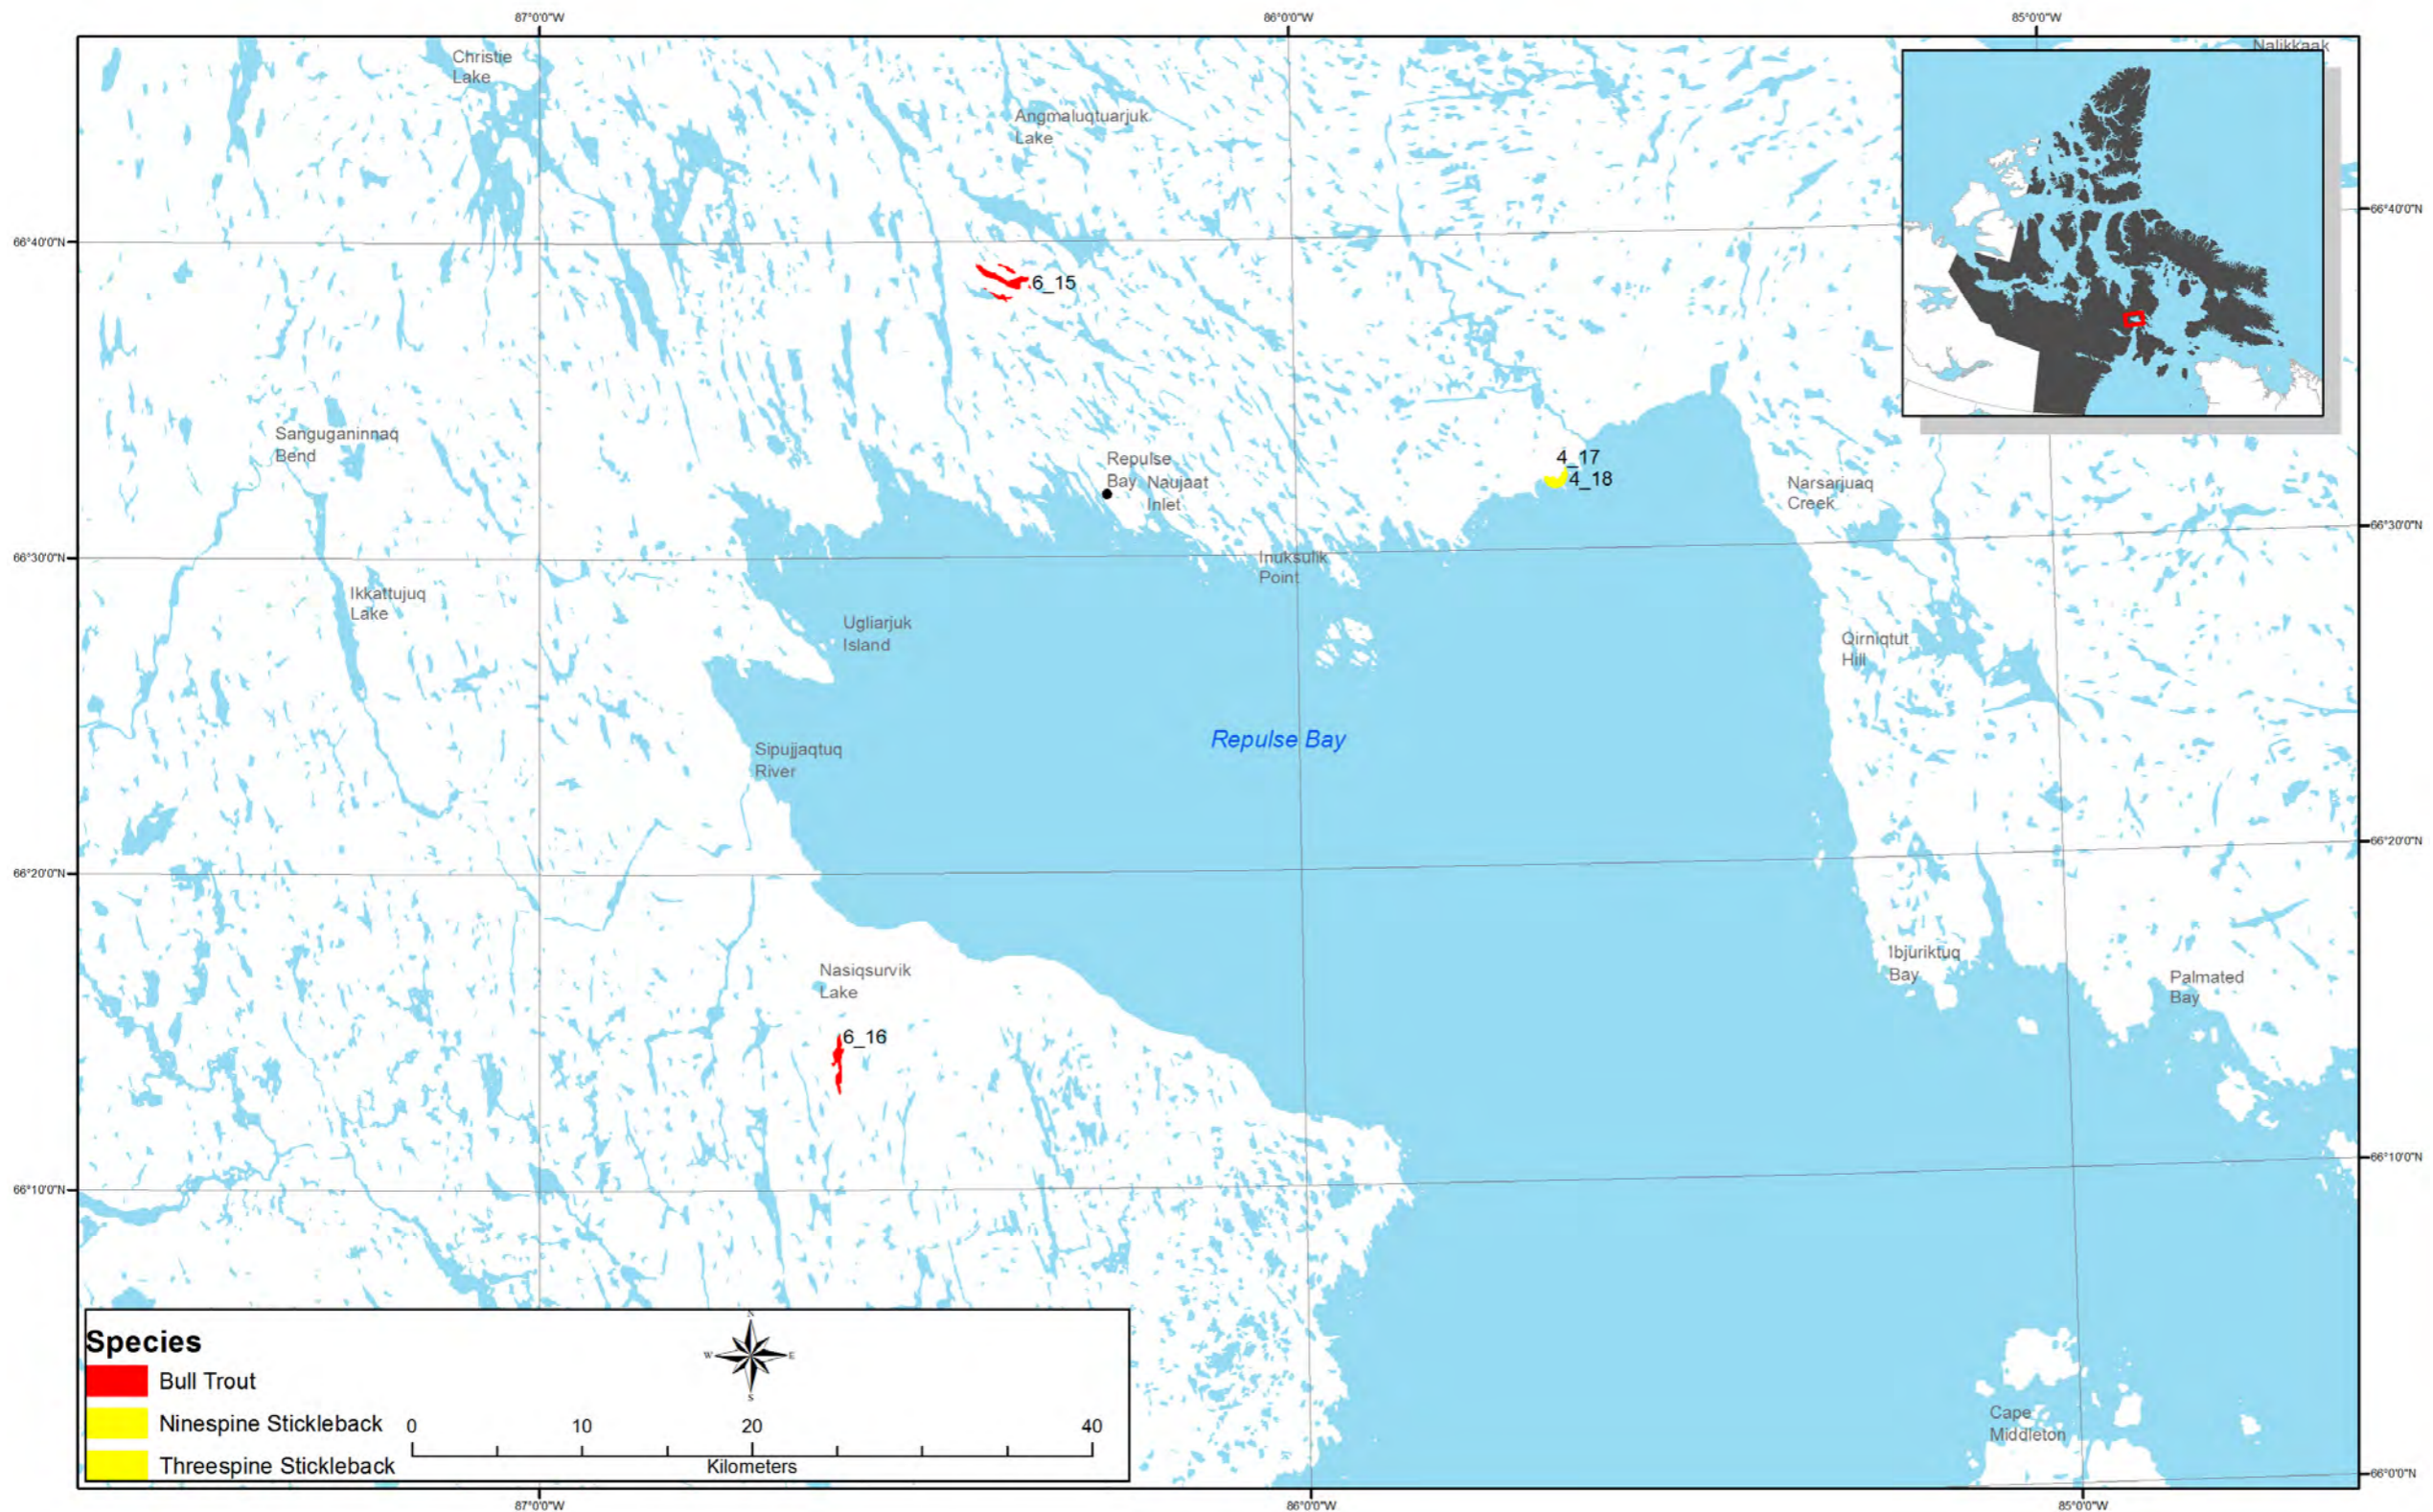 87°0'0"W
86°0'0"W
85°0'0"W
Christie
Lake
Nalikkaak
Angmaluqtuarjuk
Lake
66°40'0"N
66°40'0"N
6_15
Sanguganinnaq
Bend
Repulse
Bay
Naujaat
Inlet
4_17
4_18
Narsarjuaq
Creek
66°30'0"N
66°30'0"N
Inuksulik
Point
Ikkattujuq
Lake
Ugliarjuk
Island
Qirniqtut
Hill
Repulse Bay
Sipujjaqtuq
River
66°20'0"N
66°20'0"N
Nasiqsurvik
Lake
Ibjuriktuq
Bay
Palmated
Bay
6_16
66°10'0"N
66°10'0"N
Species
Bull Trout
Ninespine Stickleback
Threespine Stickleback
N
W
E
S
0
10
20
40
Kilometers
Cape
Middleton
66°0'0"N
87°0'0"W
86°0'0"W
85°0'0"W